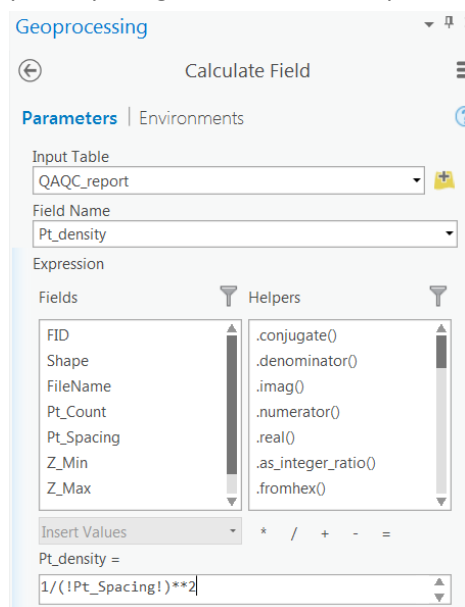 Geoprocessing
Calculate Field
Parameters | Environments
Input Table
QAQC_report
Field Name
Pt_density
Expression
Fields Helpers
FID .conjugate()
Shape .denominator()
FileName .imag()
Pt_Count .numerator()
Pt_Spacing .real()
Z_Min .as_integer_ratio()
Z_Max .fromhex()
Insert Values * / + - =
Pt_density =
1/(!Pt_Spacing!)**2